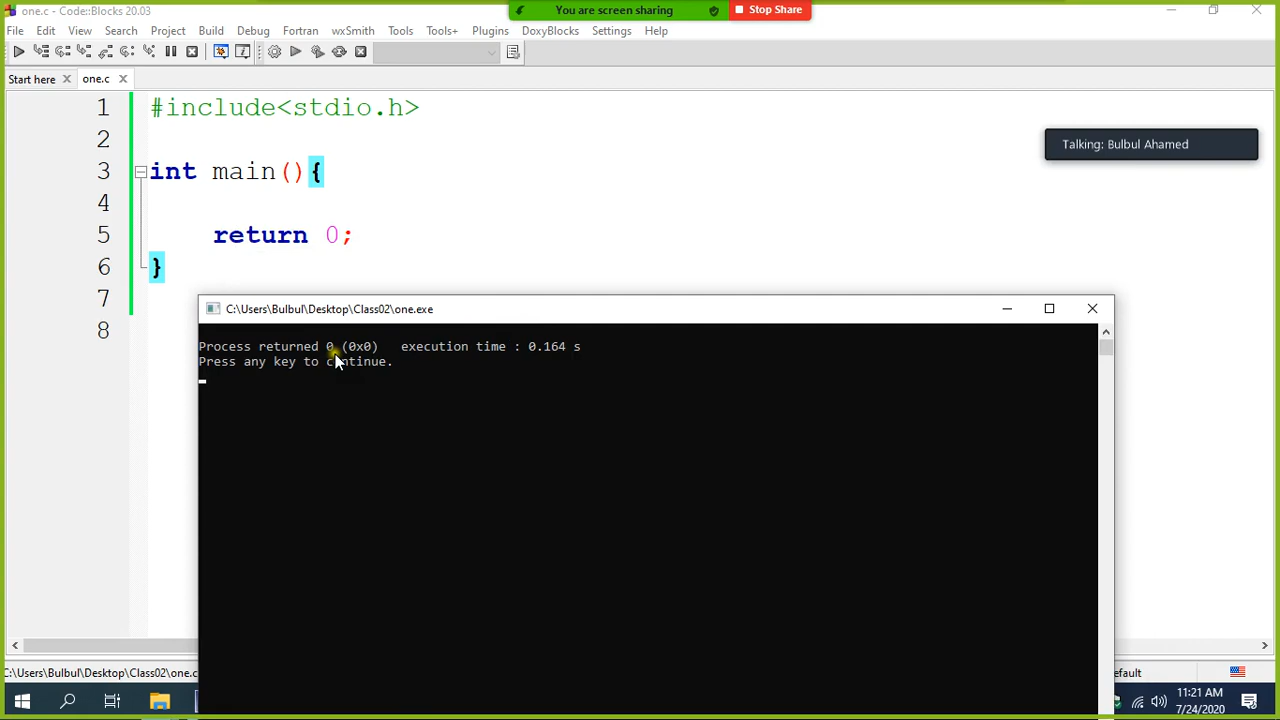 one.c - Code::Blocks 20.03
You are screen sharing
Stop Share
File Edit View Search Project Build Debug Fortran wxSmith Tools Tools+ Plugins DoxyBlocks Settings Help
Start here one.c
1 #include<stdio.h>
2
Talking: Bulbul Ahamed
3 int main(){
4
5 return 0;
6 }
7
8
C:\Users\Bulbul\Desktop\Class02\one.exe
Process returned 0 (0x0) execution time : 0.164 s
Press any key to continue.
C:\Users\Bulbul\Desktop\Class02\one.c
efault
11:21 AM
7/24/2020